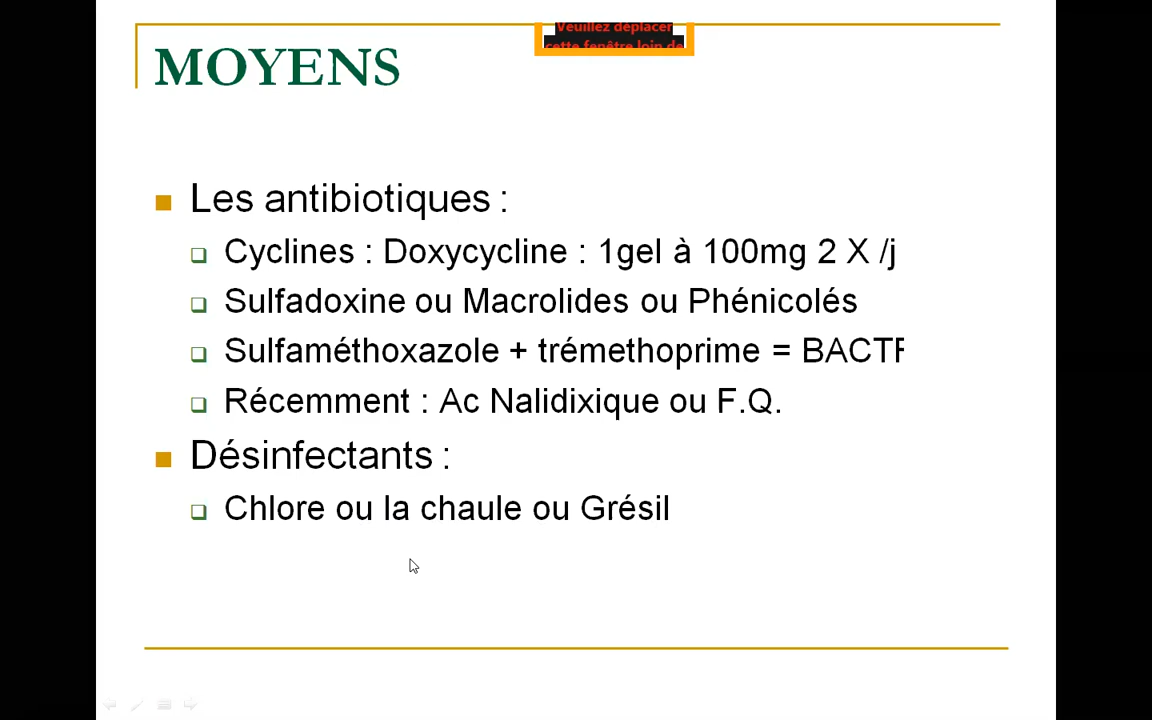 Veuillez déplacer
cette fenêtre loin de
MOYENS
Les antibiotiques :
Cyclines : Doxycycline : 1gel à 100mg 2 X /j
Sulfadoxine ou Macrolides ou Phénicolés
Sulfaméthoxazole + trémethoprime =
Récemment : Ac Nalidixique ou F.Q.
Désinfectants :
Chlore ou la chaule ou Grésil